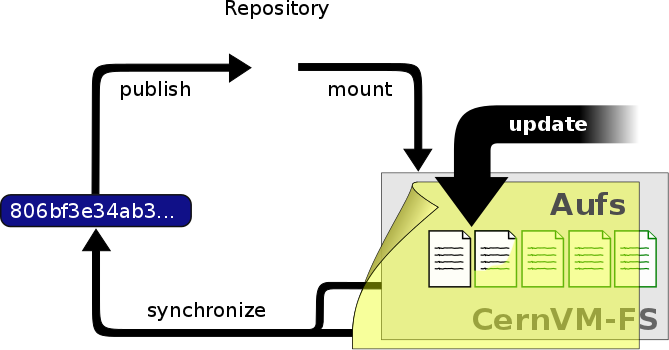 Repository
publish
mount
update
806bf3e34ab3...
Aufs
synchronize
CernVM-FS